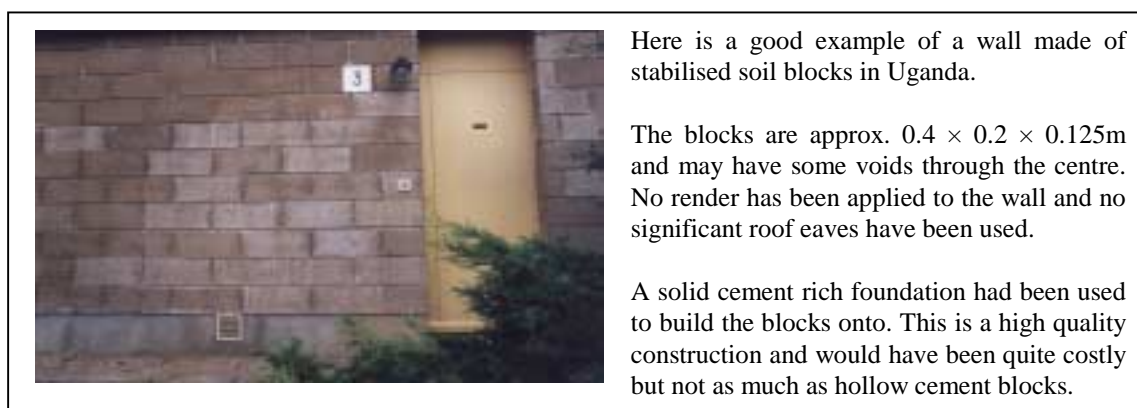 3
Here is a good example of a wall made of
stabilised soil blocks in Uganda.
The blocks are approx. 0.4 × 0.2 × 0.125m
and may have some voids through the centre.
No render has been applied to the wall and no
significant roof eaves have been used.
A solid cement rich foundation had been used
to build the blocks onto. This is a high quality
construction and would have been quite costly
but not as much as hollow cement blocks.